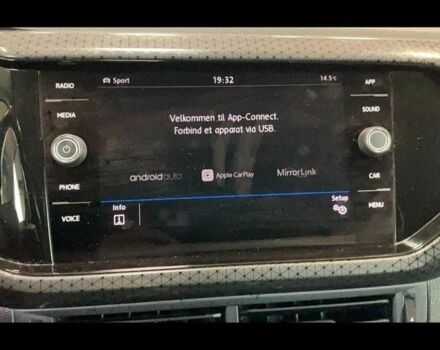 RADIO
MEDIA
PHONE
VOICE
Sport 19:32 14.5°C
Velkommen til App-Connect.
Forbind et apparat via USB.
androidauto Apple CarPlay MirrorLink
Info Setup
APP
SOUND
CAR
MENU